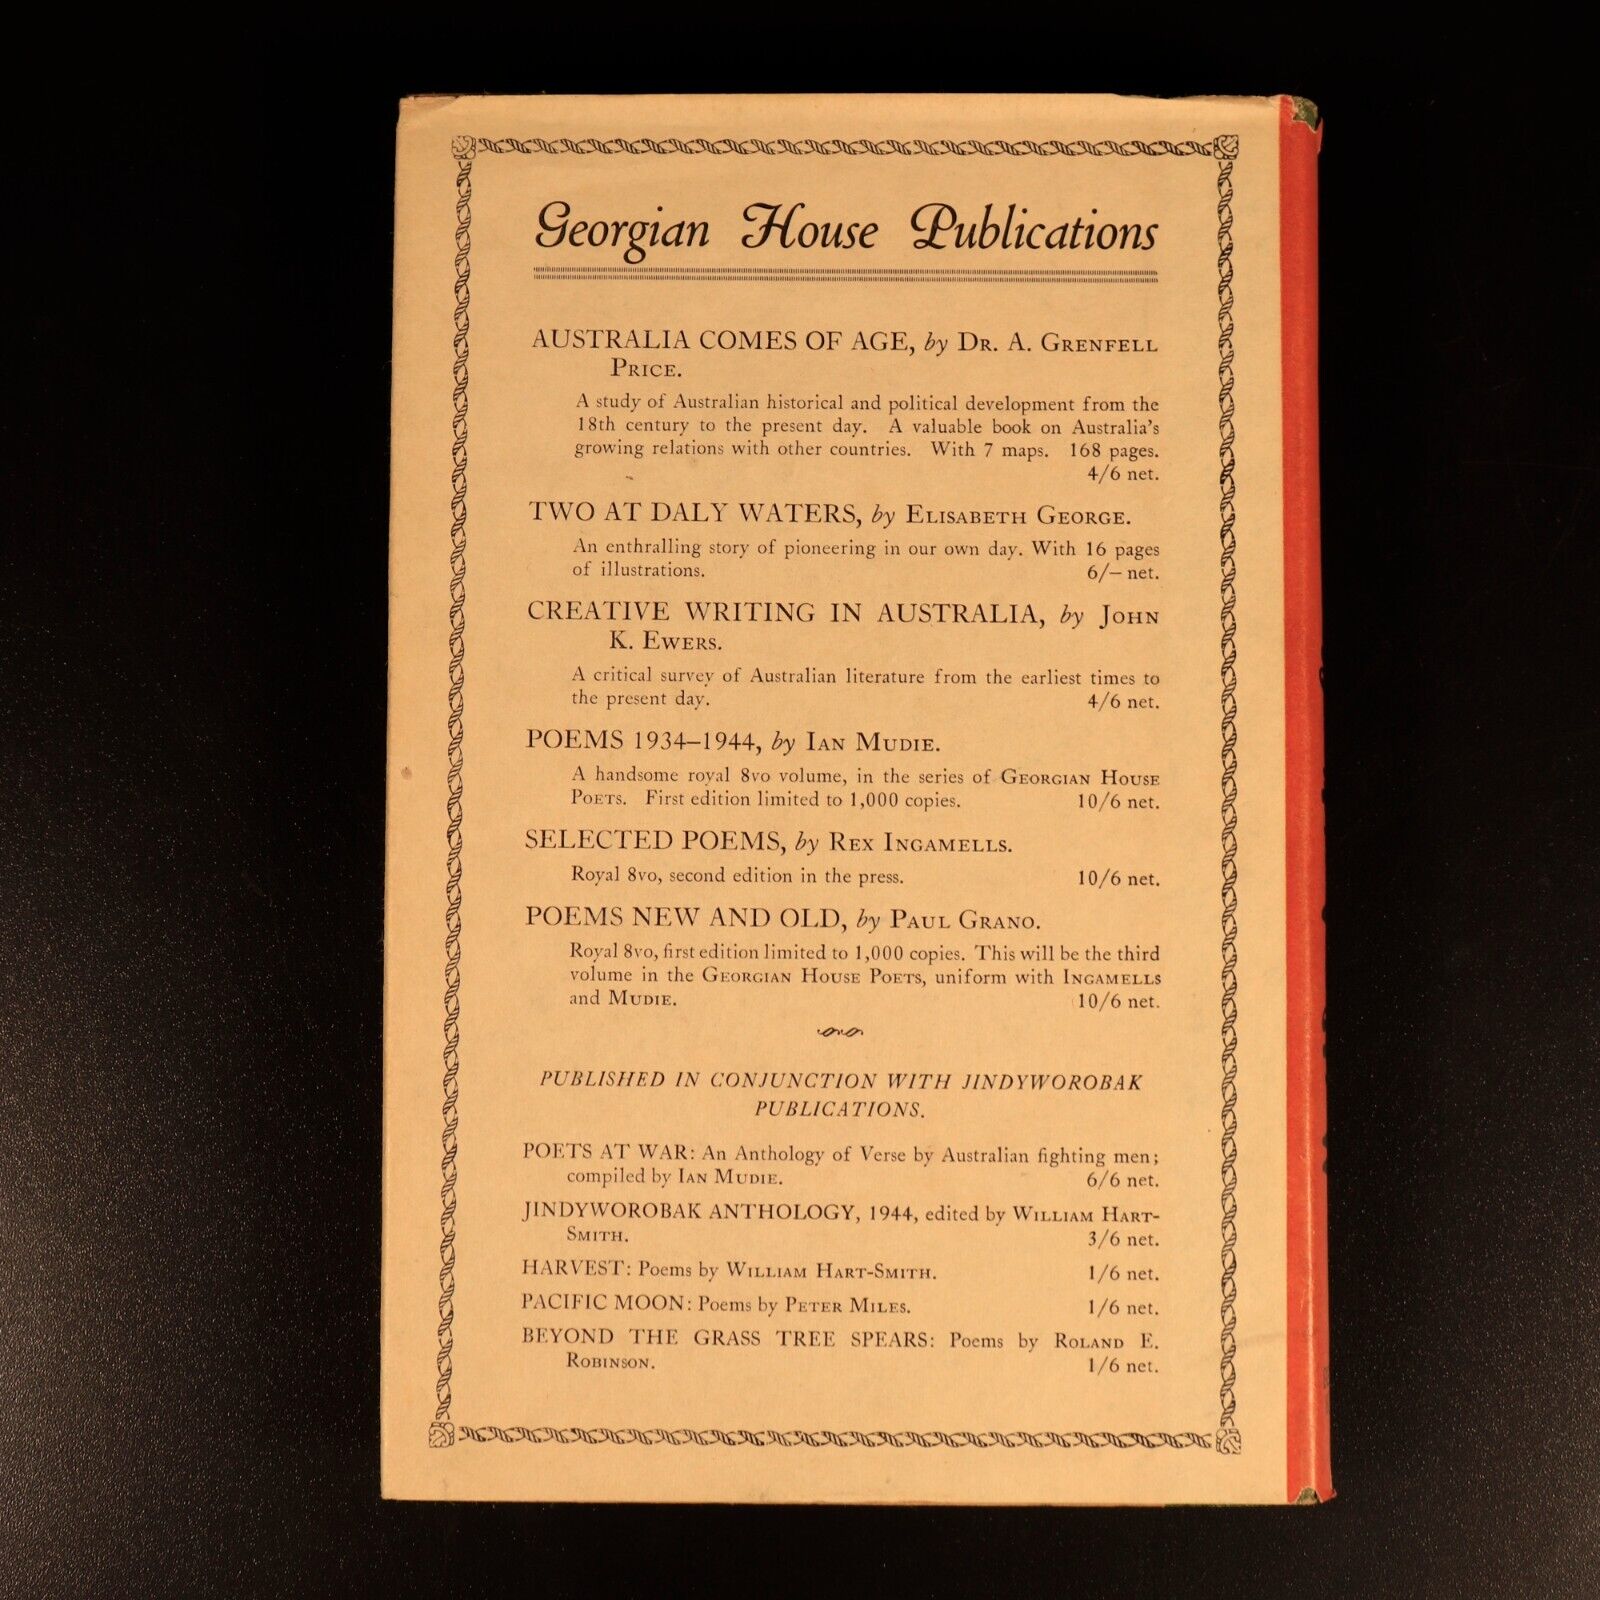 Georgian House Publications
AUSTRALIA COMES OF AGE, by DR. A. GRENFELL
PRICE.
A study of Australian historical and political development from the
18th century to the present day. A valuable book on Australia's
growing relations with other countries. With 7 maps. 168 pages.
4/6 net.
TWO AT DALY WATERS, by ELISABETH GEORGE.
An enthralling story of pioneering in our own day. With 16 pages
of illustrations. 6/– net.
CREATIVE WRITING IN AUSTRALIA, by JOHN
K. EWERS.
A critical survey of Australian literature from the earliest times to
the present day. 4/6 net.
POEMS 1934–1944, by IAN MUDIE.
A handsome royal 8vo volume, in the series of GEORGIAN HOUSE
POETS. First edition limited to 1,000 copies. 10/6 net.
SELECTED POEMS, by REX INGAMELLS.
Royal 8vo, second edition in the press. 10/6 net.
POEMS NEW AND OLD, by PAUL GRANO.
Royal 8vo, first edition limited to 1,000 copies. This will be the third
volume in the GEORGIAN HOUSE POETS, uniform with INGAMELLS
and MUDIE. 10/6 net.
PUBLISHED IN CONJUNCTION WITH JINDYWOROBAK
PUBLICATIONS.
POETS AT WAR: An Anthology of Verse by Australian fighting men;
compiled by IAN MUDIE. 6/6 net.
JINDYWOROBAK ANTHOLOGY, 1944, edited by WILLIAM HART-
SMITH. 3/6 net.
HARVEST: Poems by WILLIAM HART-SMITH. 1/6 net.
PACIFIC MOON: Poems by PETER MILES. 1/6 net.
BEYOND THE GRASS TREE SPEARS: Poems by ROLAND E.
ROBINSON. 1/6 net.